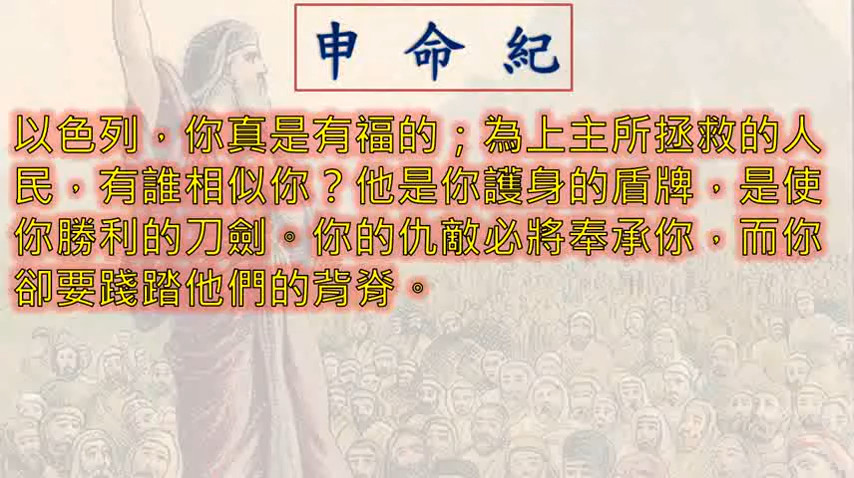 申命紀
以色列，你真是有福的；為上主所拯救的人
民，有誰相似你？他是你護身的盾牌，是使
你勝利的刀劍。你的仇敵必將奉承你，而你
卻要踐踏他們的背脊。